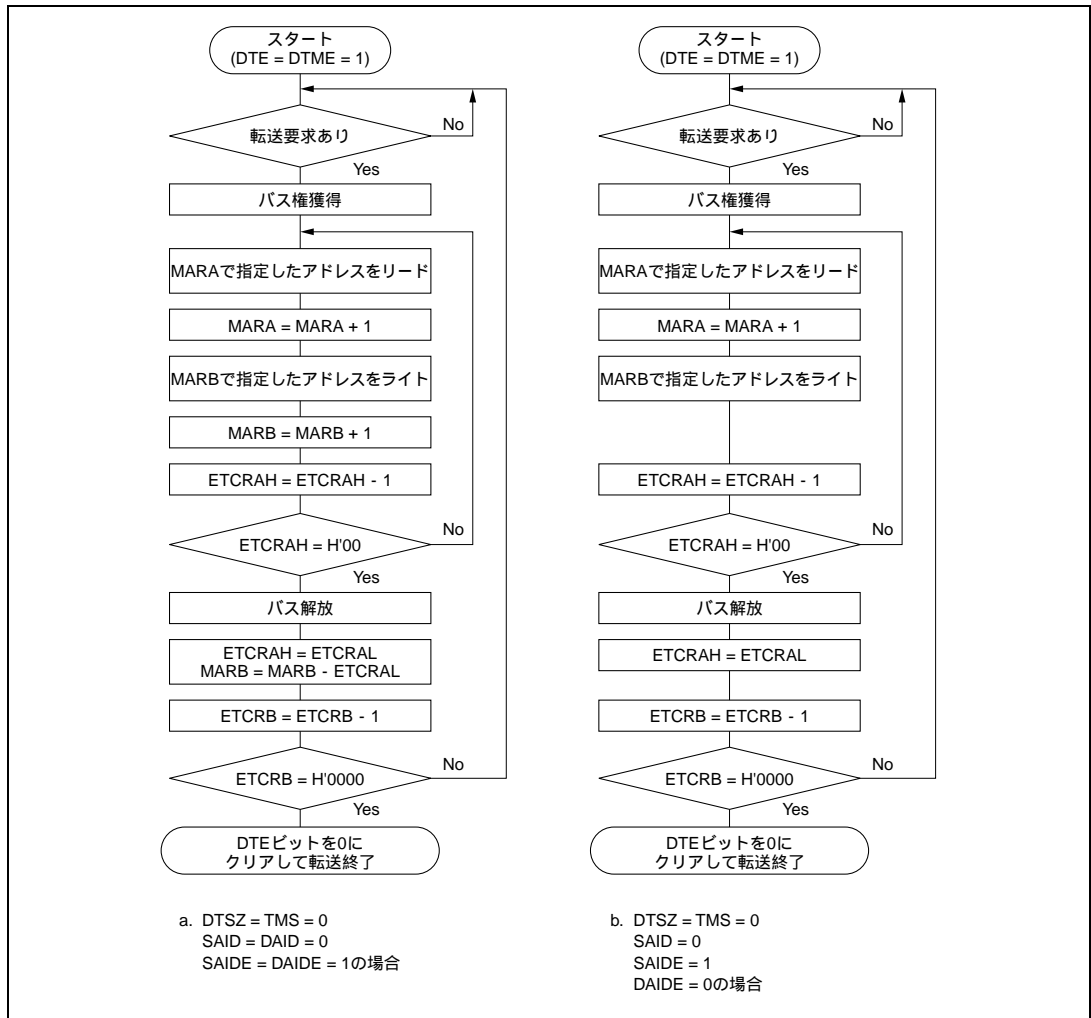 スタート
(DTE = DTME = 1)
転送要求あり
No
Yes
バス権獲得
MARAで指定したアドレスをリード
MARA = MARA + 1
MARBで指定したアドレスをライト
MARB = MARB + 1
ETCRAH = ETCRAH - 1
ETCRAH = H'00
No
Yes
バス解放
ETCRAH = ETCRAL
MARB = MARB - ETCRAL
ETCRB = ETCRB - 1
ETCRB = H'0000
No
Yes
DTEビットを0に
クリアして転送終了
a. DTSZ = TMS = 0
SAID = DAID = 0
SAIDE = DAIDE = 1の場合
スタート
(DTE = DTME = 1)
転送要求あり
No
Yes
バス権獲得
MARAで指定したアドレスをリード
MARA = MARA + 1
MARBで指定したアドレスをライト
ETCRAH = ETCRAH - 1
ETCRAH = H'00
No
Yes
バス解放
ETCRAH = ETCRAL
ETCRB = ETCRB - 1
ETCRB = H'0000
No
Yes
DTEビットを0に
クリアして転送終了
b. DTSZ = TMS = 0
SAID = 0
SAIDE = 1
DAIDE = 0の場合